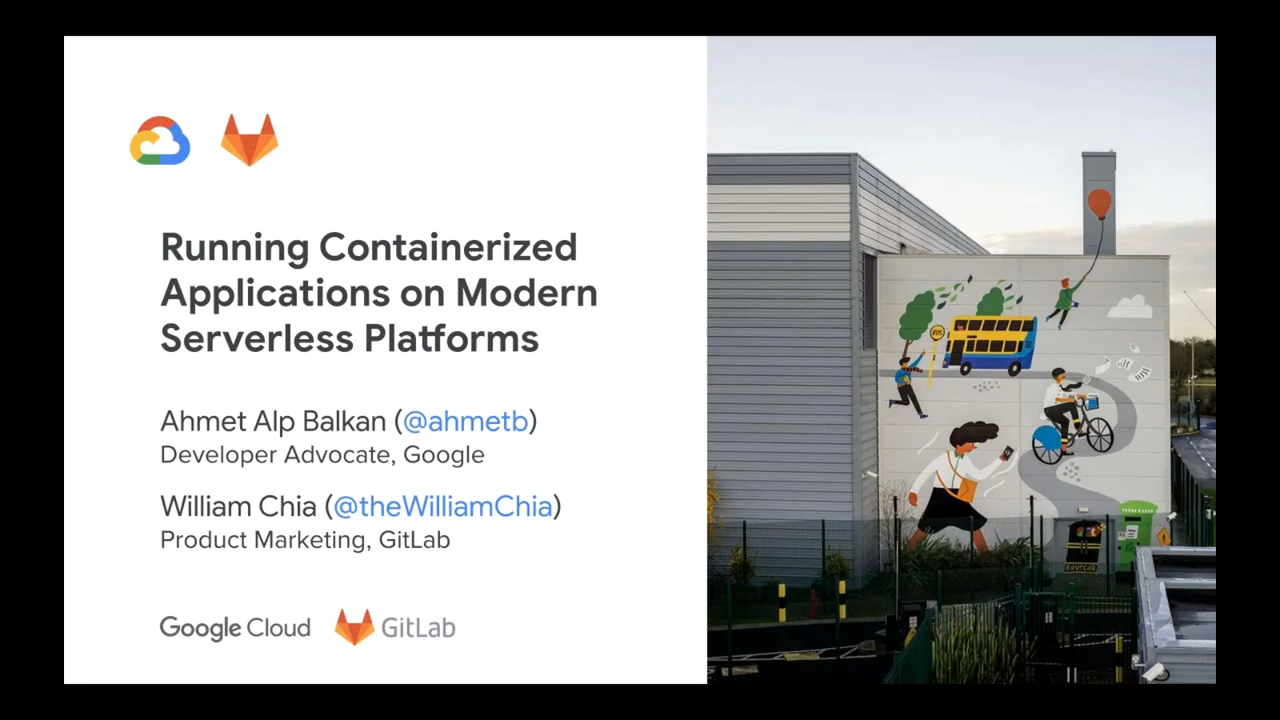 Running Containerized
Applications on Modern
Serverless Platforms
Ahmet Alp Balkan (@ahmetb)
Developer Advocate, Google
William Chia (@theWilliamChia)
Product Marketing, GitLab
Google Cloud
GitLab
BUS